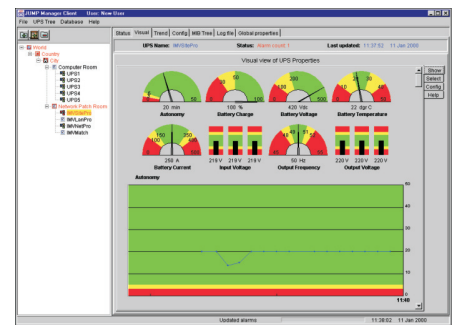 JUMP Manager Client User: New User
File UPS Tree Database Help
World
Country
City
Computer Room
UPS1
UPS2
UPS3
UPS4
UPS5
Network Patch Room
IMVSitePro
IMVLanPro
IMVNetPro
IMVMatch
Status Visual Trend Config MIB Tree Log file Global properties
UPS Name: IMVSitePro Status: Alarm count: 1 Last updated: 11:37:52 11 Jan 2000
Visual view of UPS Properties
Show
Select
Config
Help
20 min 100 % 420 Vdc 22 dgr C
Autonomy Battery Charge Battery Voltage Battery Temperature
250 A 219 V 219 V 219 V 50 Hz 220 V 220 V 220 V
Battery Current Input Voltage Output Frequency Output Voltage
Autonomy
50
40
30
20
10
0
11:40
Updated alarms 11:38:02 11 Jan 2000